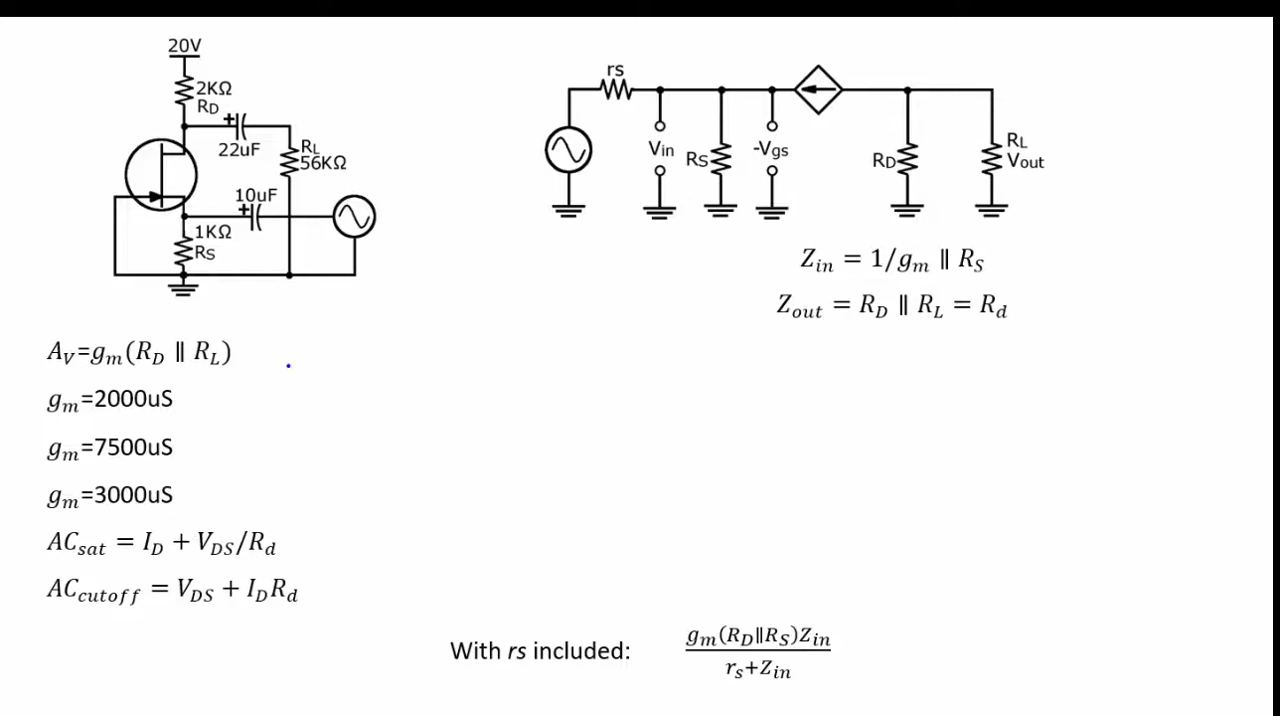 20V
2KΩ
RD
22uF
RL
56KΩ
10uF
1KΩ
RS
rs
Vin
RS
-Vgs
RD
RL
Vout
Zin = 1/gm ∥ RS
Zout = RD ∥ RL = Rd
AV=gm(RD ∥ RL)
gm=2000uS
gm=7500uS
gm=3000uS
ACsat = ID + VDS/Rd
ACcutoff = VDS + IDRd
With rs included:
gm(RD∥RS)Zin
rs+Zin